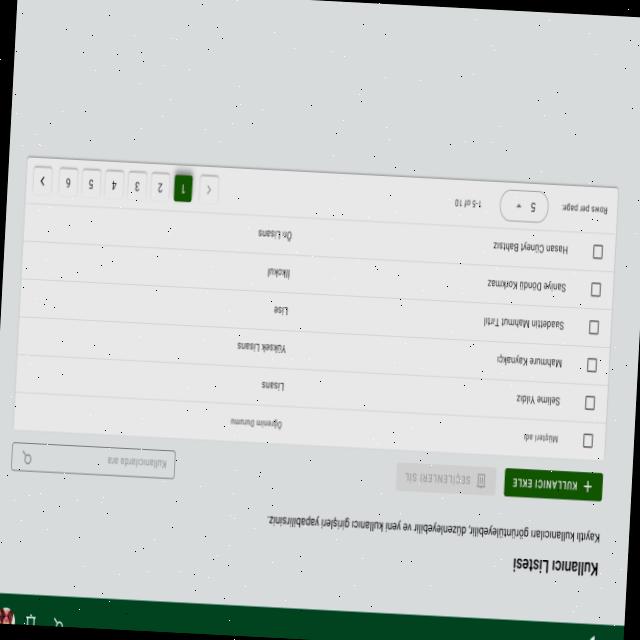 Kullanıcı Listesi
Kayıtlı kullanıcıları görüntüleyebilir, düzenleyebilir ve yeni kullanıcı girişleri yapabilirsiniz.
+ KULLANICI EKLE
SEÇİLENLERİ SİL
Kullanıcılarda ara
Müşteri adı Öğrenim Durumu
Selime Yıldız Lisans
Mahmure Kaynakçı Yüksek Lisans
Saadettin Mahmut Tırtıl Lise
Saniye Döndü Korkmaz İlkokul
Hasan Cüneyt Bahtsız Ön Lisans
Rows per page: 5 1-5 of 10
1 2 3 4 5 6